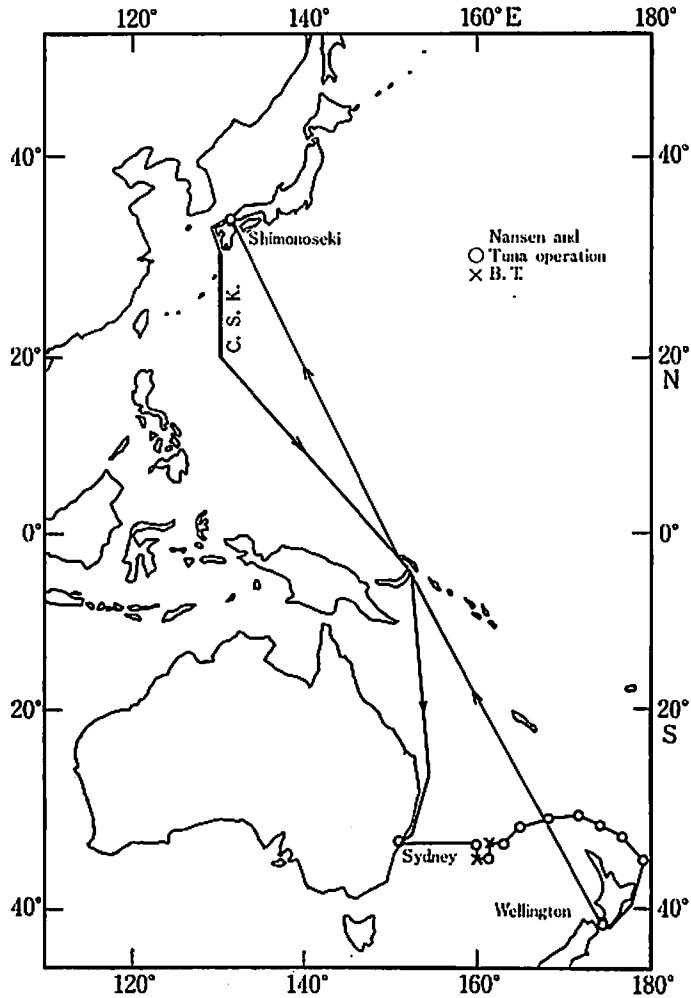 120° 140° 160°E 180°
40° 40°
Shimonoseki
Nansen and
○ Tuna operation
× B. T.
C. S. K.
20° 20°
N
0° 0°
20° 20°
S
Sydney
Wellington
40° 40°
120° 140° 160° 180°